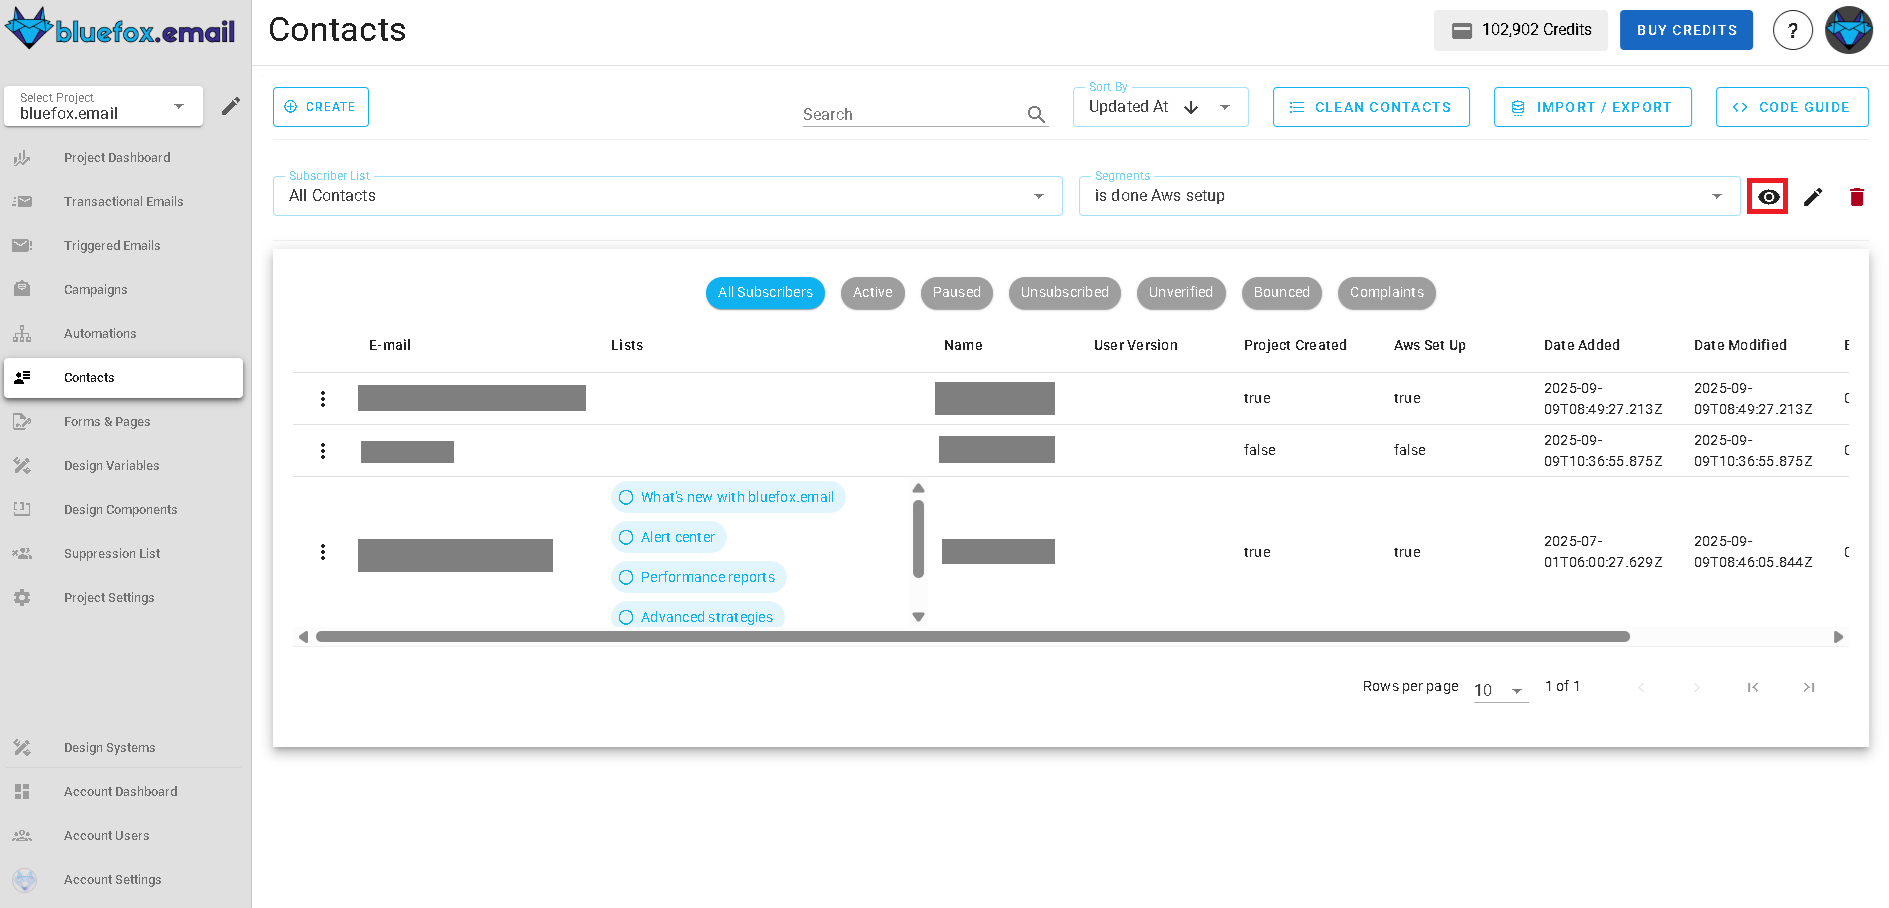 bluefox.email
Contacts
102,902 Credits
BUY CREDITS
?
Select Project
bluefox.email
CREATE
Search
Sort By
Updated At
CLEAN CONTACTS
IMPORT / EXPORT
CODE GUIDE
Project Dashboard
Transactional Emails
Triggered Emails
Campaigns
Automations
Contacts
Forms & Pages
Design Variables
Design Components
Suppression List
Project Settings
Design Systems
Account Dashboard
Account Users
Account Settings
Subscriber List
All Contacts
Segments
is done Aws setup
All Subscribers
Active
Paused
Unsubscribed
Unverified
Bounced
Complaints
E-mail Lists Name User Version Project Created Aws Set Up Date Added Date Modified
true true 2025-09-09T08:49:27.213Z 2025-09-09T08:49:27.213Z
false false 2025-09-09T10:36:55.875Z 2025-09-09T10:36:55.875Z
What's new with bluefox.email
Alert center
Performance reports
Advanced strategies
true true 2025-07-01T06:00:27.629Z 2025-09-09T08:46:05.844Z
Rows per page 10 1 of 1